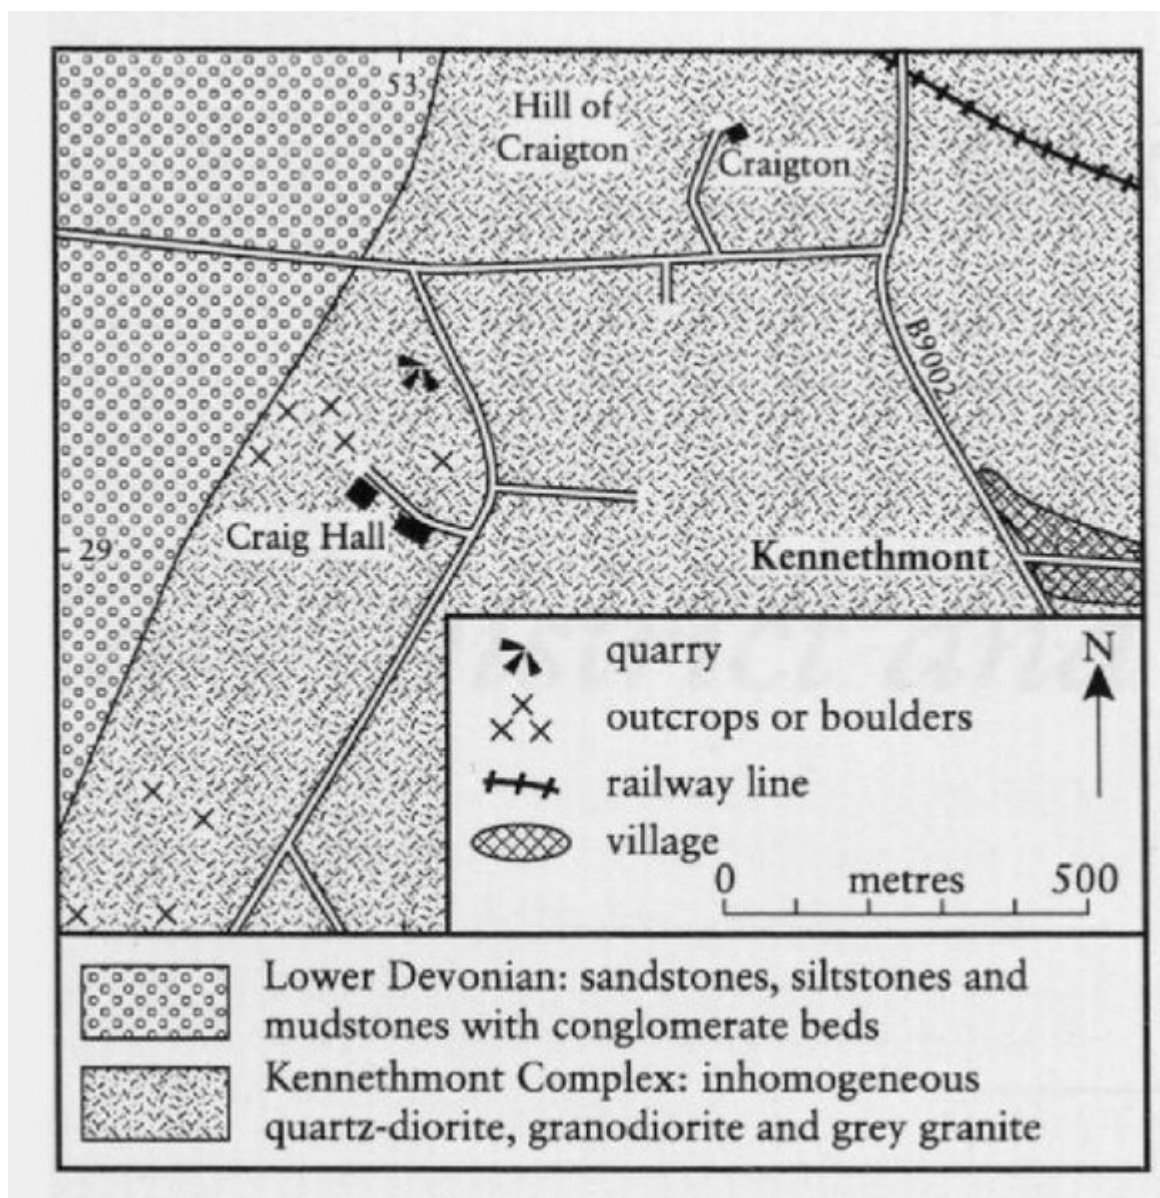 53
Hill of
Craigton
Craigton
B9002
Craig Hall
29
Kennethmont
quarry
N
outcrops or boulders
railway line
village
0 metres 500
Lower Devonian: sandstones, siltstones and
mudstones with conglomerate beds
Kennethmont Complex: inhomogeneous
quartz-diorite, granodiorite and grey granite